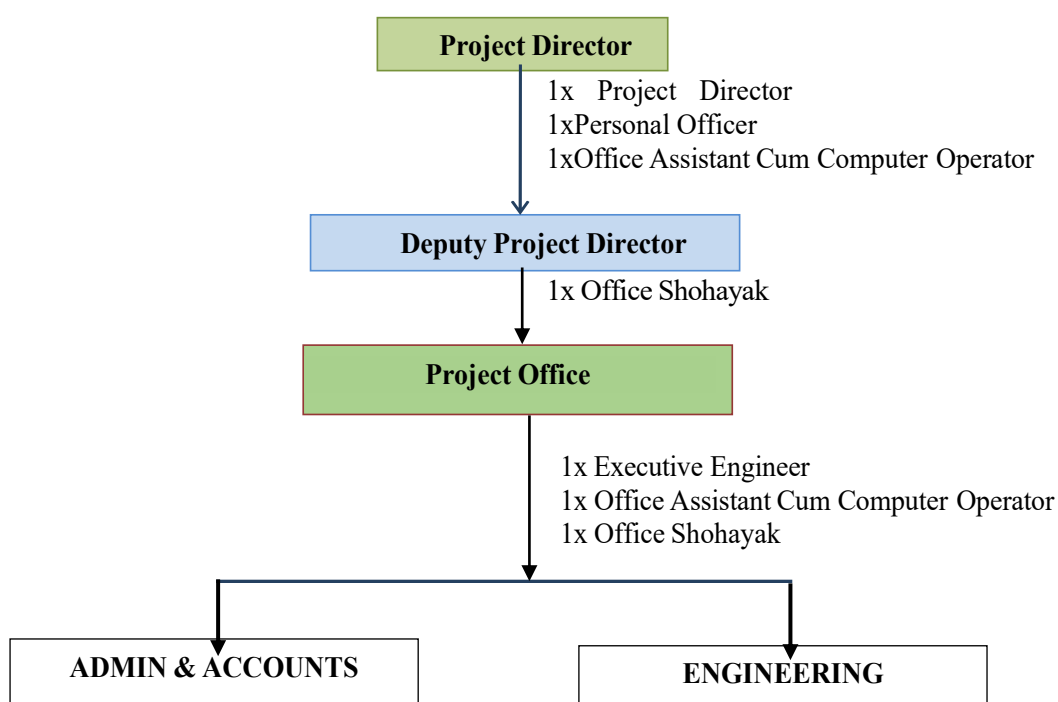 Project Director
1x Project Director
1xPersonal Officer
1xOffice Assistant Cum Computer Operator
Deputy Project Director
1x Office Shohayak
Project Office
1x Executive Engineer
1x Office Assistant Cum Computer Operator
1x Office Shohayak
ADMIN & ACCOUNTS
ENGINEERING